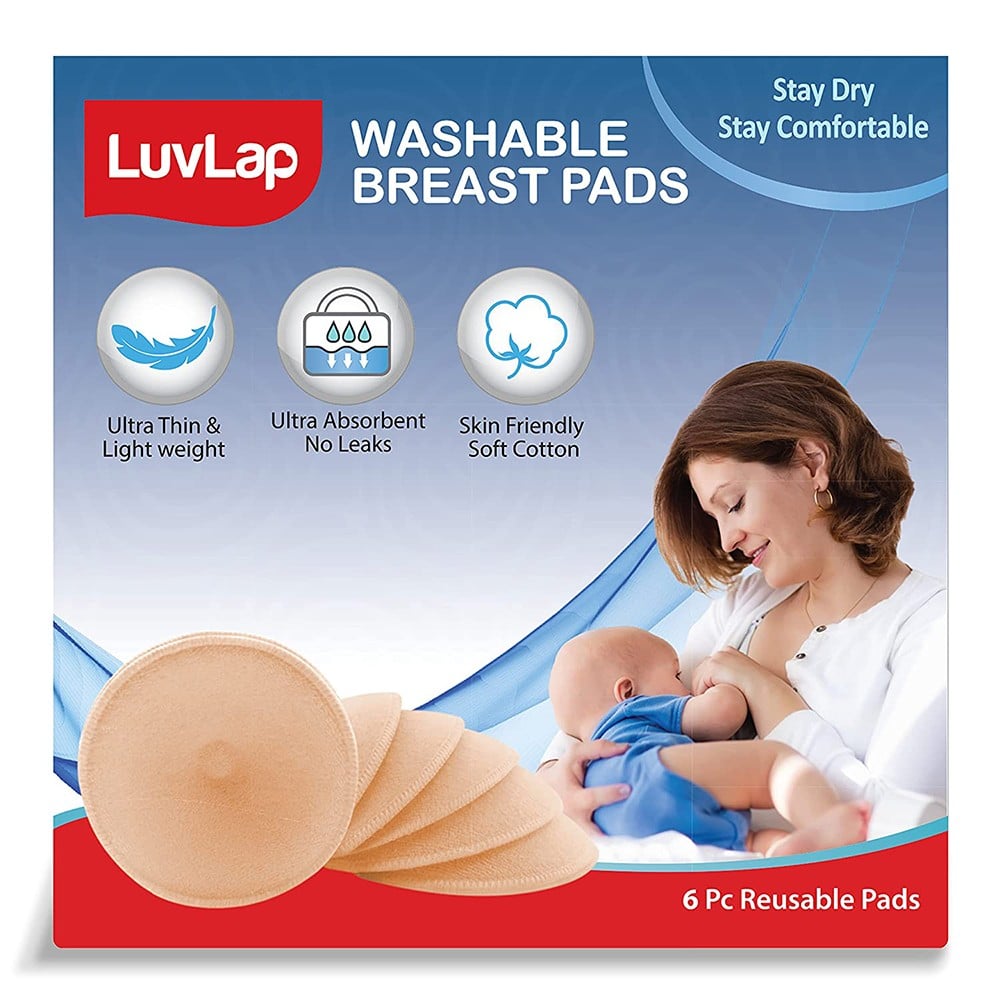 LuvLap
WASHABLE
BREAST PADS
Stay Dry
Stay Comfortable
Ultra Thin &
Light weight
Ultra Absorbent
No Leaks
Skin Friendly
Soft Cotton
6 Pc Reusable Pads